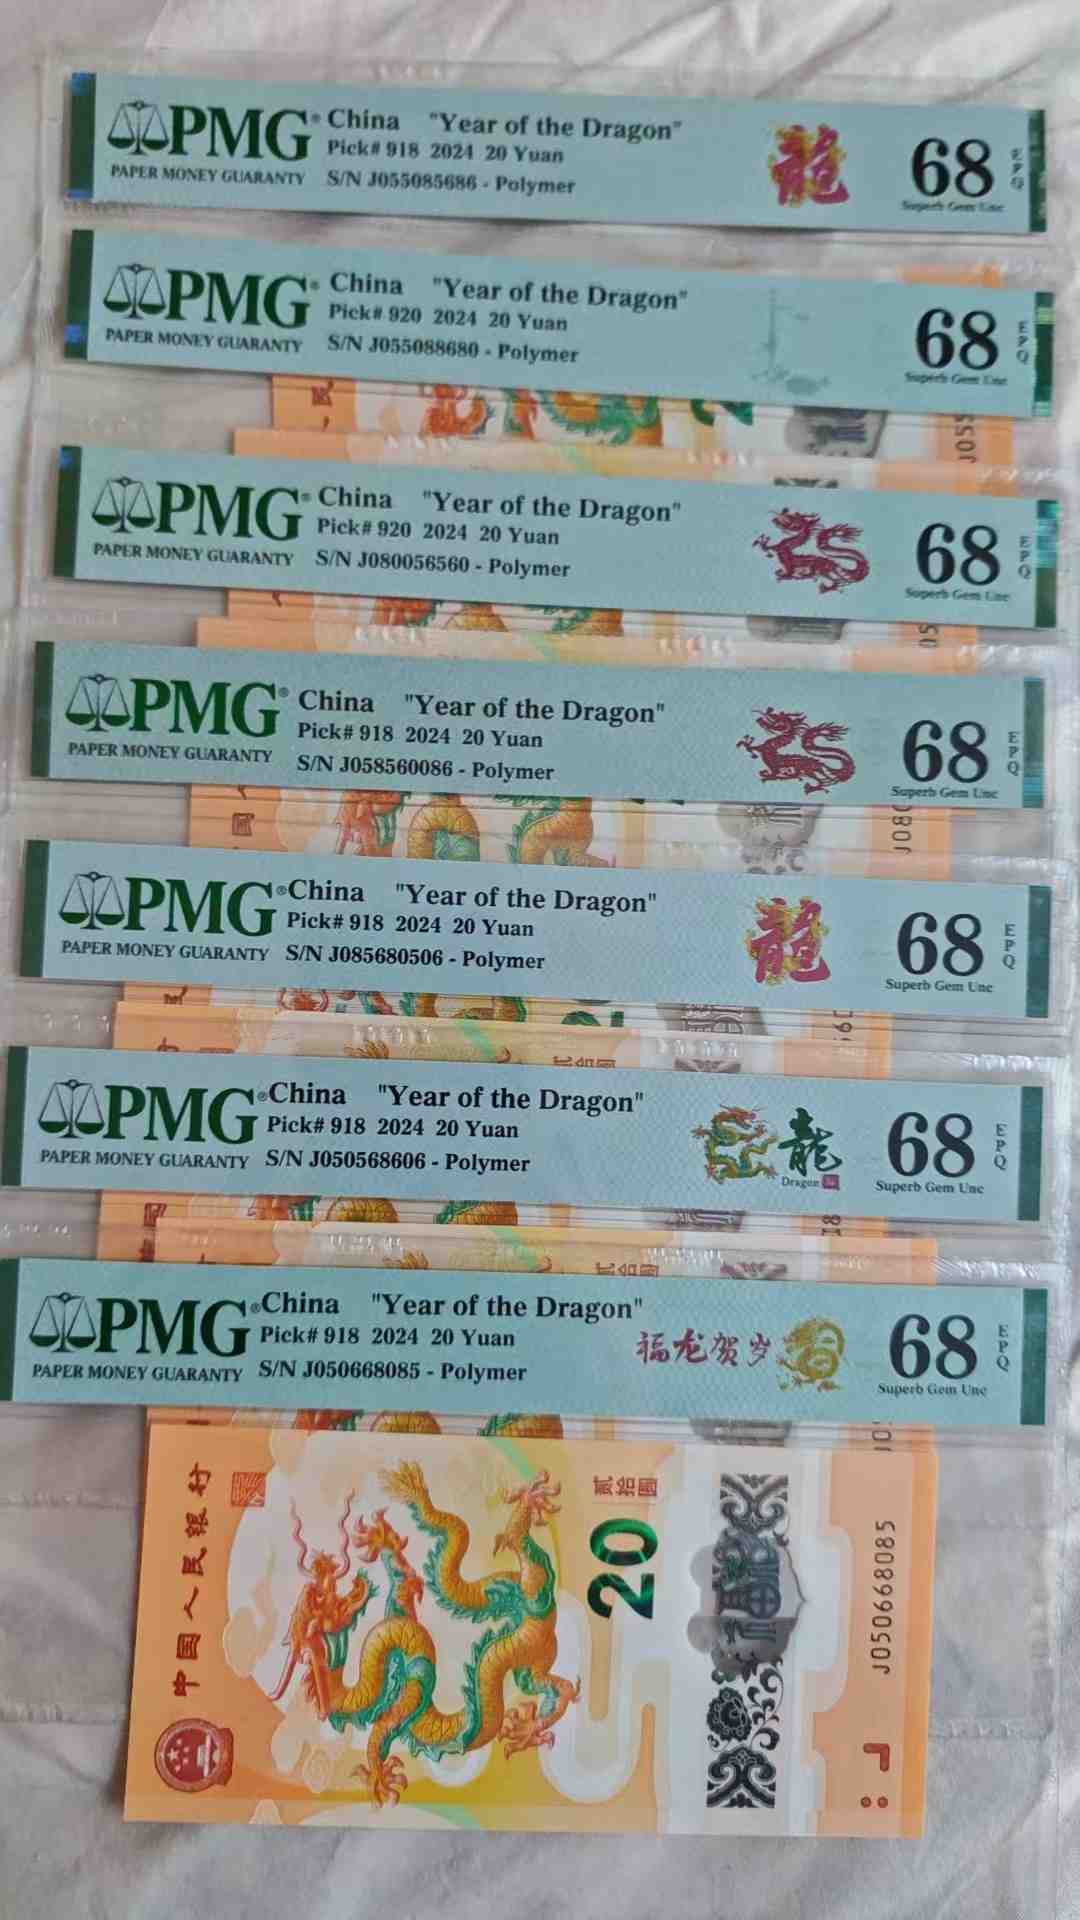 PMG®
China "Year of the Dragon"
Pick# 918 2024 20 Yuan
PAPER MONEY GUARANTY
S/N J055085686 - Polymer
龍
68
EPQ
Superb Gem Unc
PMG®
China "Year of the Dragon"
Pick# 920 2024 20 Yuan
PAPER MONEY GUARANTY
S/N J055088680 - Polymer
68
EPQ
Superb Gem Unc
民
J055
PMG®
China "Year of the Dragon"
Pick# 920 2024 20 Yuan
PAPER MONEY GUARANTY
S/N J080056560 - Polymer
68
EPQ
Superb Gem Unc
PMG®
China "Year of the Dragon"
Pick# 918 2024 20 Yuan
PAPER MONEY GUARANTY
S/N J058560086 - Polymer
68
EPQ
Superb Gem Unc
國
J080
PMG®
China "Year of the Dragon"
Pick# 918 2024 20 Yuan
PAPER MONEY GUARANTY
S/N J085680506 - Polymer
龍
68
EPQ
Superb Gem Unc
PMG®
China "Year of the Dragon"
Pick# 918 2024 20 Yuan
PAPER MONEY GUARANTY
S/N J050568606 - Polymer
龍
Dragon
68
EPQ
Superb Gem Unc
PMG®
China "Year of the Dragon"
Pick# 918 2024 20 Yuan
PAPER MONEY GUARANTY
S/N J050668085 - Polymer
福龙贺岁
68
EPQ
Superb Gem Unc
中国人民银行
贰拾圆
20
J050668085